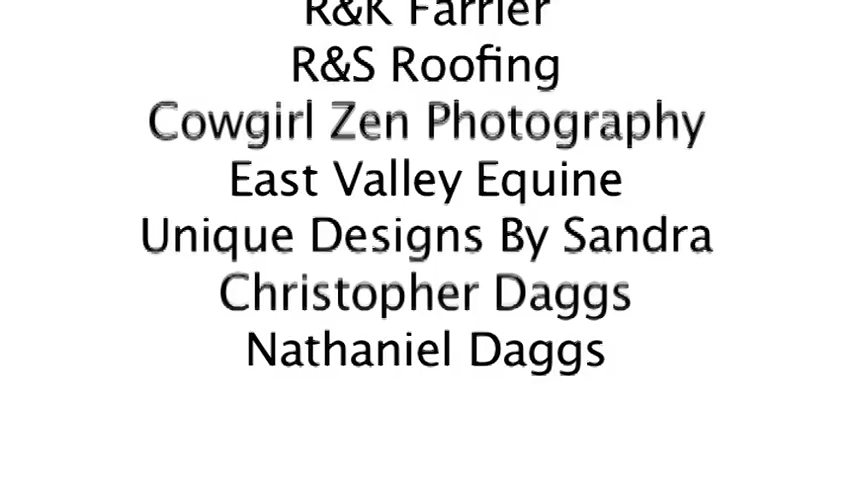 R&K Farrier
R&S Roofing
Cowgirl Zen Photography
East Valley Equine
Unique Designs By Sandra
Christopher Daggs
Nathaniel Daggs